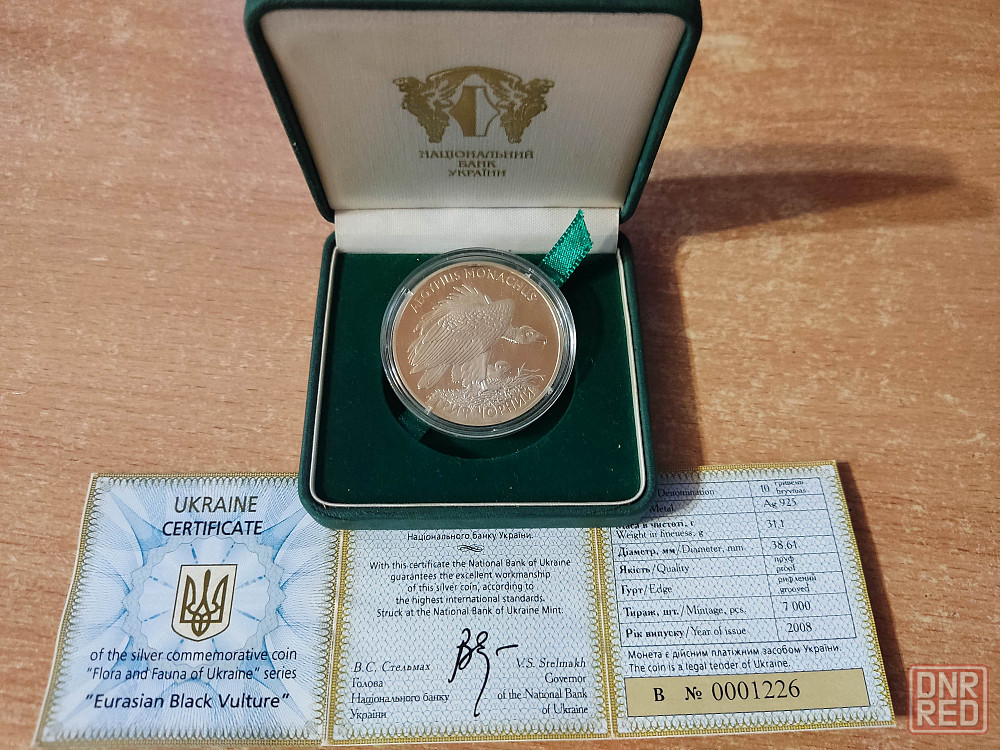 НАЦІОНАЛЬНИЙ
БАНК
УКРАЇНИ
AEGYPIUS MONACHUS
ГРИФ ЧОРНИЙ
UKRAINE
CERTIFICATE
of the silver commemorative coin
"Flora and Fauna of Ukraine" series
"Eurasian Black Vulture"
Національного банку України.
With this certificate the National Bank of Ukraine
guarantees the excellent workmanship
of this silver coin, according to
the highest international standards.
Struck at the National Bank of Ukraine Mint.
В.С. Стельмах
Голова
Національного банку
України
V.S. Stelmakh
Governor
of the National Bank
of Ukraine
Denomination 10 гривень hryvnias
Metal Ag 925
Маса в чистоті, г
Weight in fineness, g 31,1
Діаметр, мм/Diameter, mm. 38,61
Якість/Quality пруф proof
Гурт/Edge рифлений grooved
Тираж, шт./Mintage, pcs. 7 000
Рік випуску/Year of issue 2008
Монета є дійсним платіжним засобом України.
The coin is a legal tender of Ukraine.
В № 0001226
DNR
RED